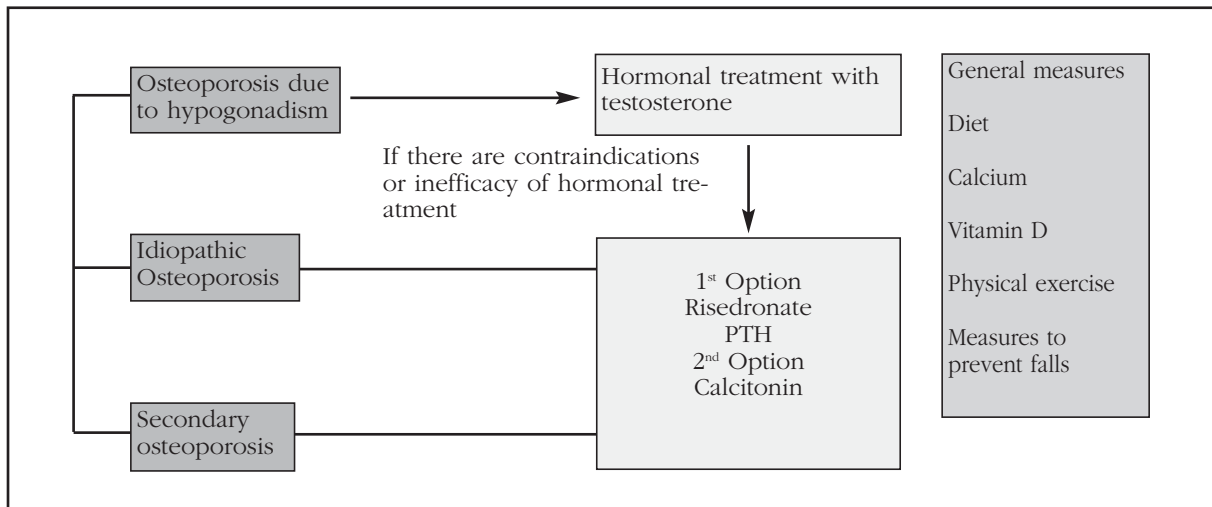 Osteoporosis due
to hypogonadism
Hormonal treatment with
testosterone
If there are contraindications
or inefficacy of hormonal tre-
atment
Idiopathic
Osteoporosis
Secondary
osteoporosis
1st Option
Risedronate
PTH
2nd Option
Calcitonin
General measures
Diet
Calcium
Vitamin D
Physical exercise
Measures to
prevent falls